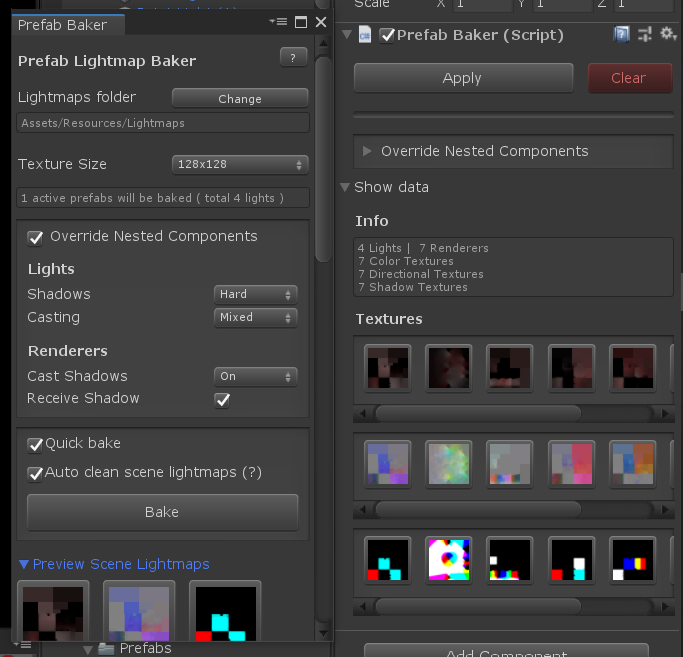 Prefab Baker
Prefab Lightmap Baker
?
Lightmaps folder
Change
Assets/Resources/Lightmaps
Texture Size
128x128
1 active prefabs will be baked ( total 4 lights )
Override Nested Components
Lights
Shadows
Hard
Casting
Mixed
Renderers
Cast Shadows
On
Receive Shadow
Quick bake
Auto clean scene lightmaps (?)
Bake
Preview Scene Lightmaps
Prefabs
Scale X 1 Y 1 Z 1
Prefab Baker (Script)
Apply
Clear
Override Nested Components
Show data
Info
4 Lights | 7 Renderers
7 Color Textures
7 Directional Textures
7 Shadow Textures
Textures
Add Component